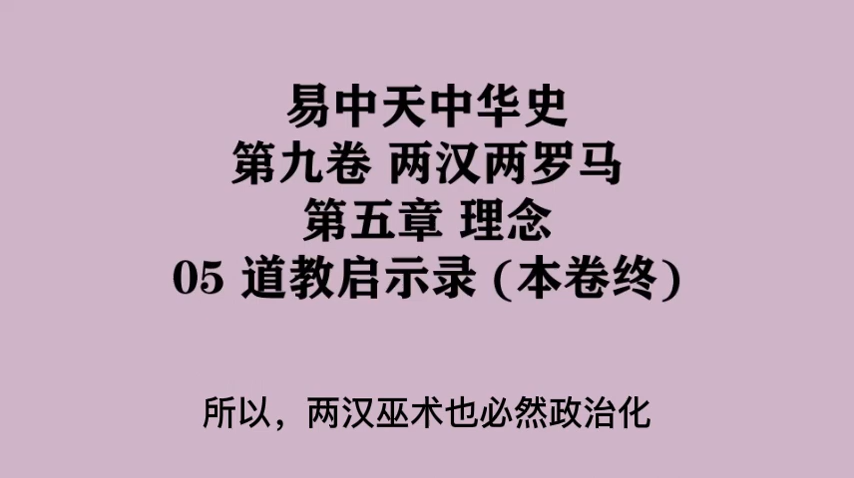 易中天中华史
第九卷 两汉两罗马
第五章 理念
05 道教启示录 (本卷终)
所以，两汉巫术也必然政治化